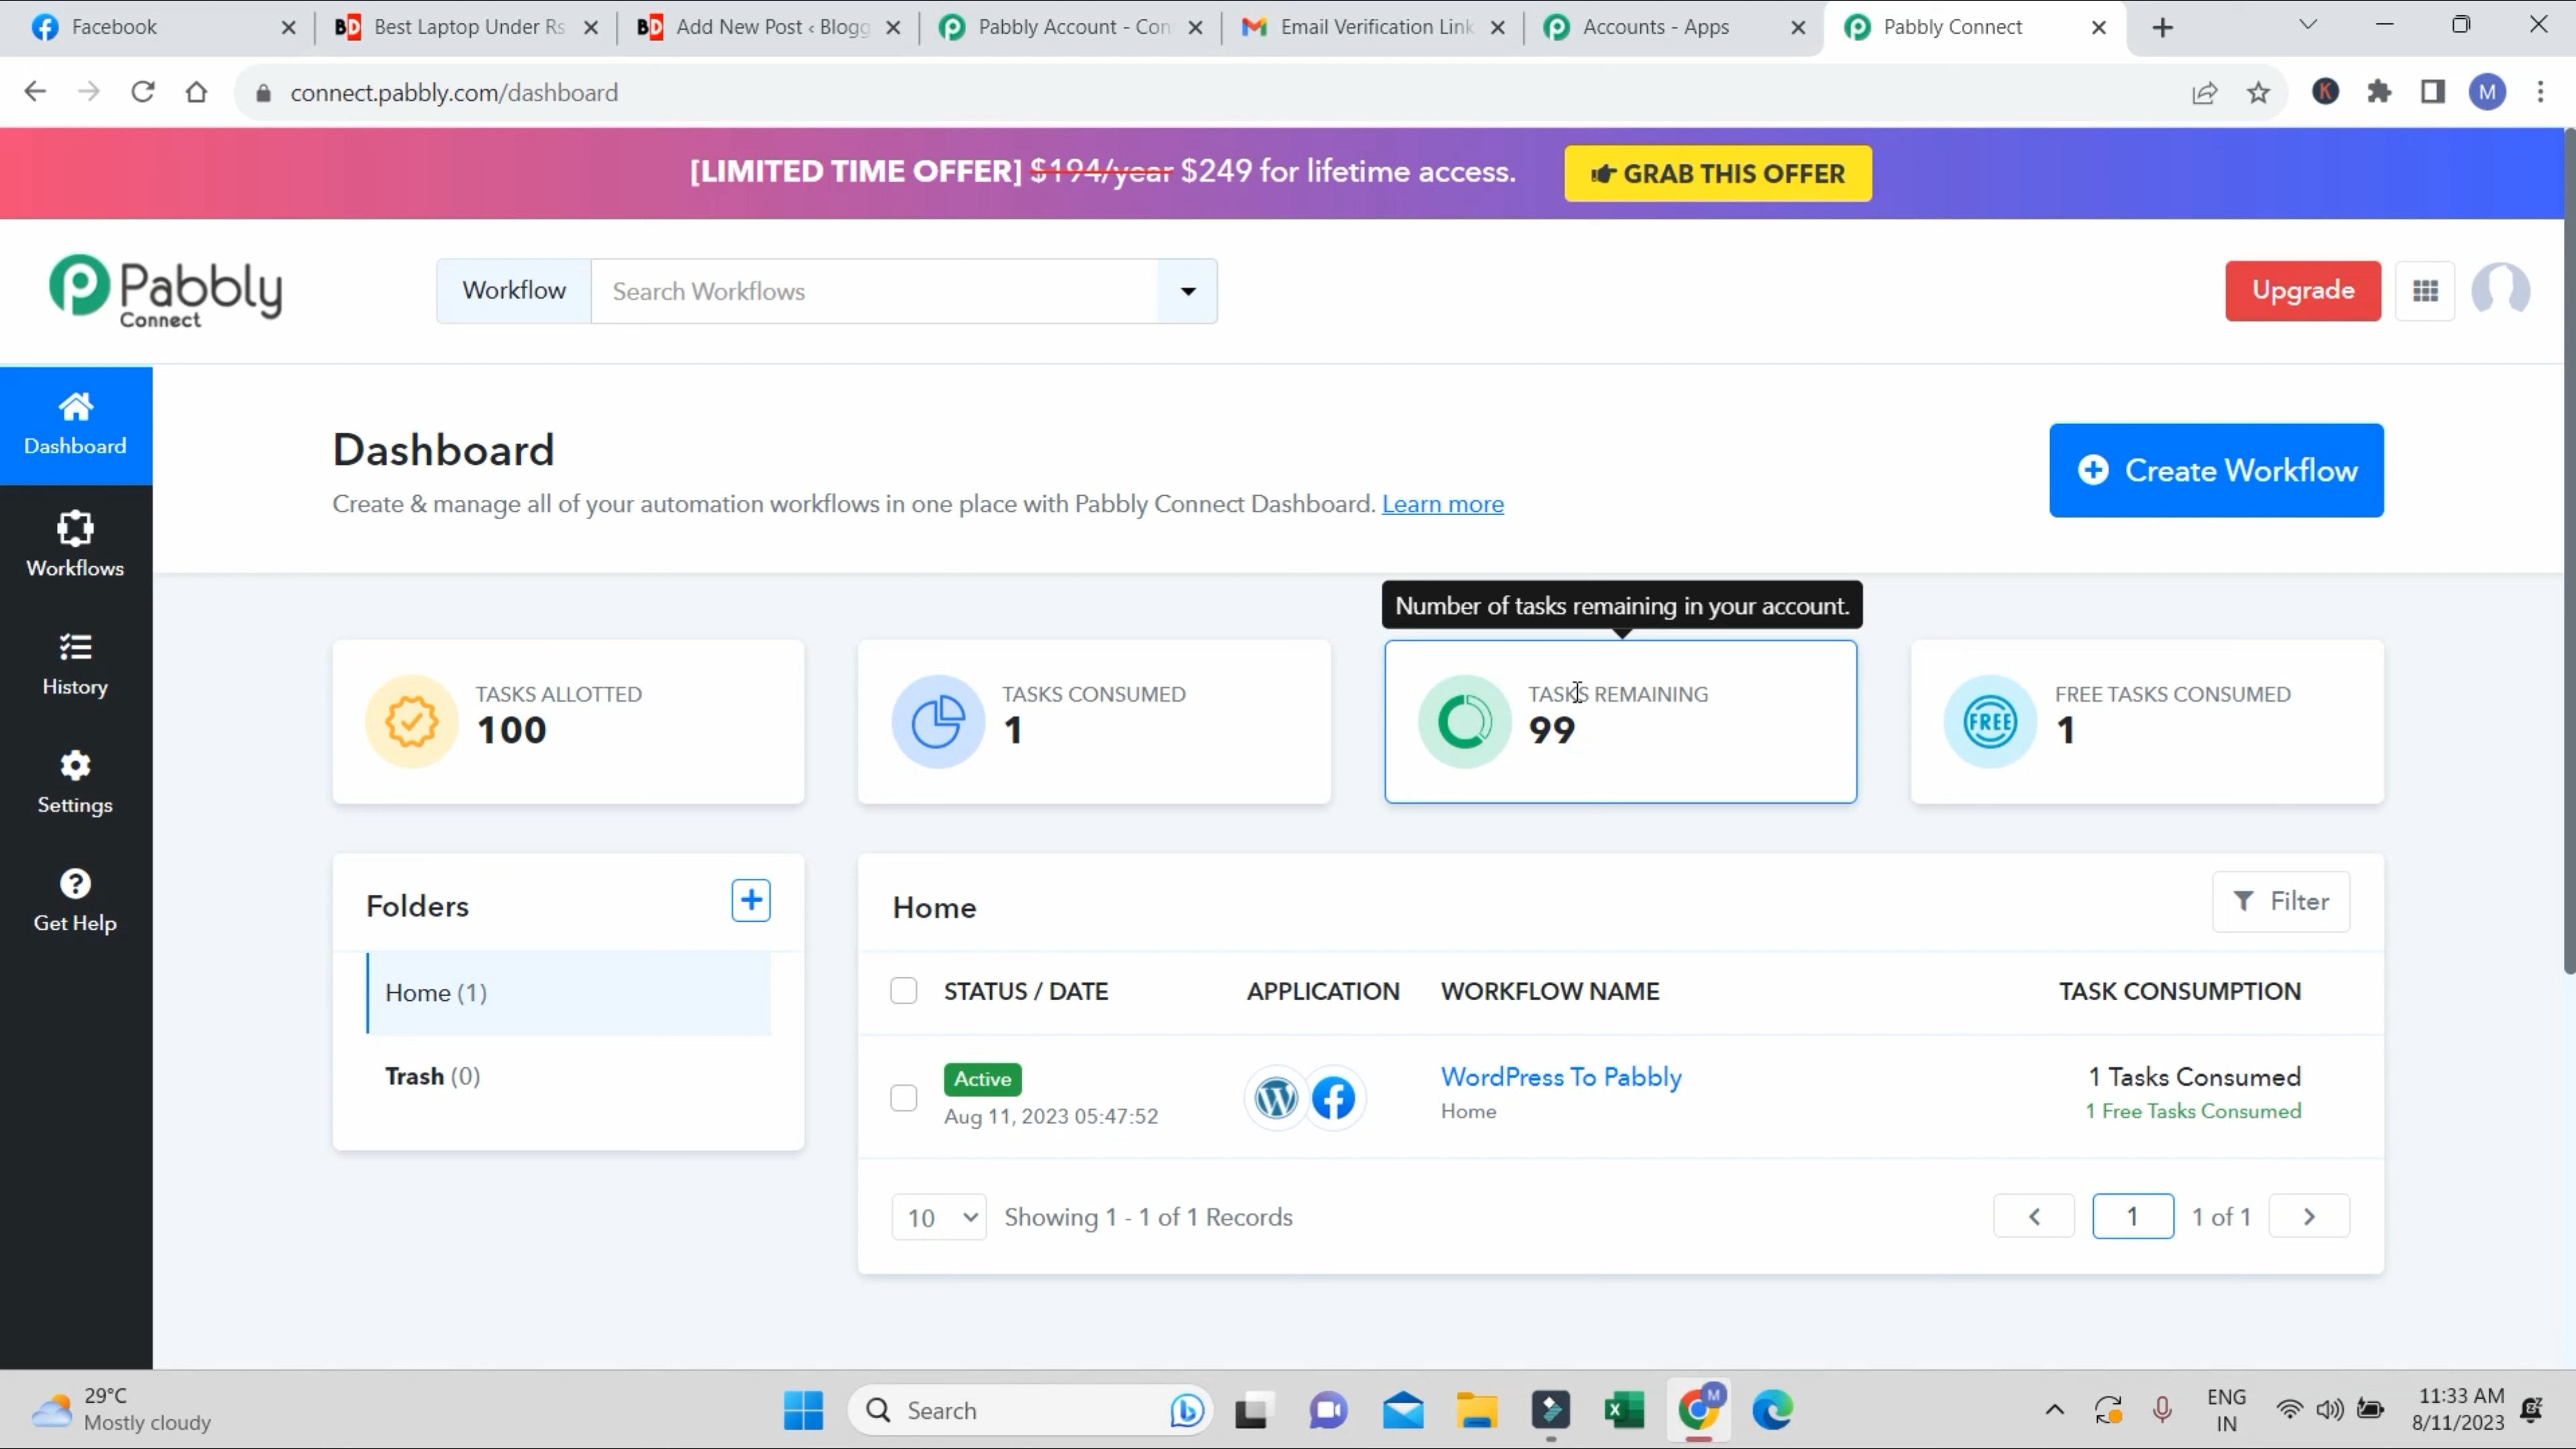 Facebook
Best Laptop Under Rs
Add New Post ‹ Blogg
Pabbly Account - Con
Email Verification Link
Accounts - Apps
Pabbly Connect
connect.pabbly.com/dashboard
K
M
[LIMITED TIME OFFER] $194/year $249 for lifetime access.
GRAB THIS OFFER
Pabbly
Connect
Workflow
Search Workflows
Upgrade
Dashboard
Workflows
History
Settings
Get Help
Dashboard
Create & manage all of your automation workflows in one place with Pabbly Connect Dashboard. Learn more
Create Workflow
Number of tasks remaining in your account.
TASKS ALLOTTED
100
TASKS CONSUMED
1
TASKS REMAINING
99
FREE
FREE TASKS CONSUMED
1
Folders
Home (1)
Trash (0)
Home
Filter
STATUS / DATE APPLICATION WORKFLOW NAME TASK CONSUMPTION
Active
Aug 11, 2023 05:47:52
WordPress To Pabbly
Home
1 Tasks Consumed
1 Free Tasks Consumed
10
Showing 1 - 1 of 1 Records
1
1 of 1
29°C
Mostly cloudy
Search
M
ENG
IN
11:33 AM
8/11/2023